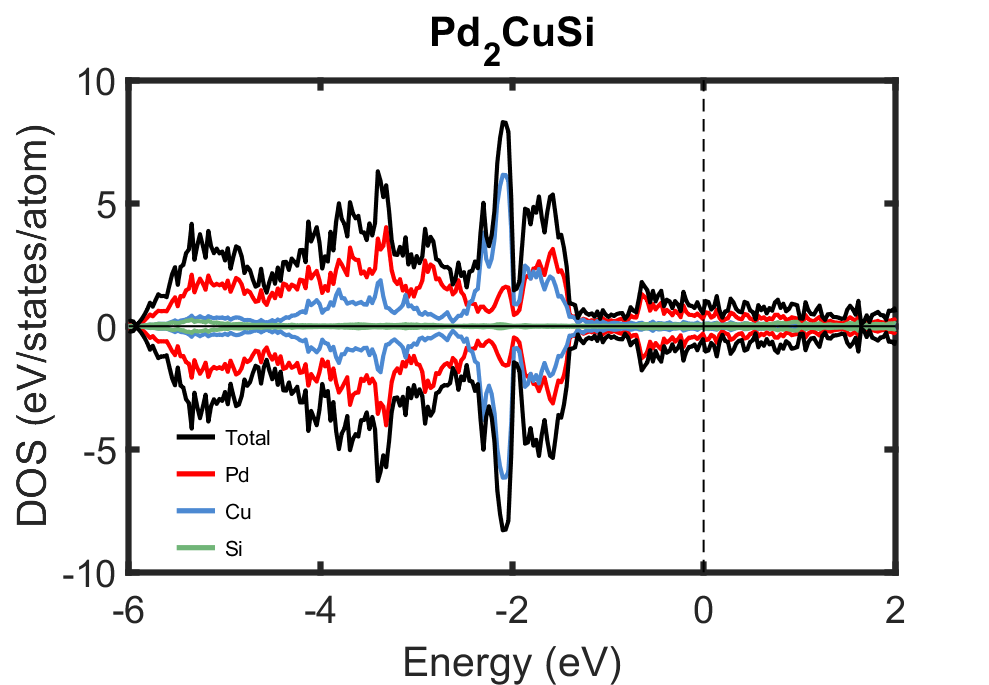 Pd2CuSi
DOS (eV/states/atom)
10
5
0
-5
-10
Total
Pd
Cu
Si
-6 -4 -2 0 2
Energy (eV)